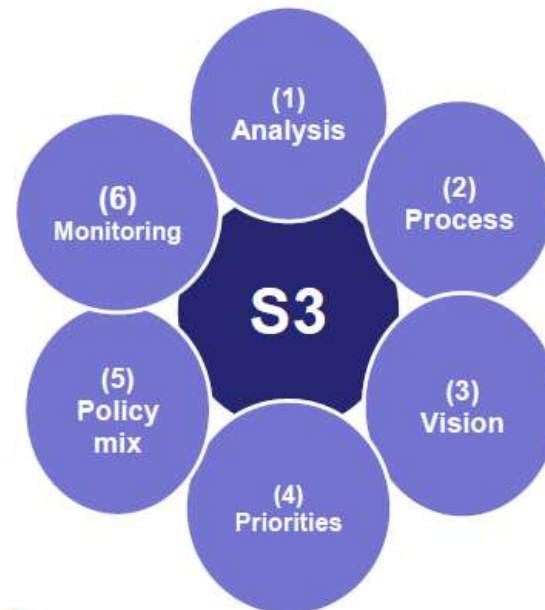 (1)
Analysis
(2)
Process
(3)
Vision
(4)
Priorities
(5)
Policy
mix
(6)
Monitoring
S3